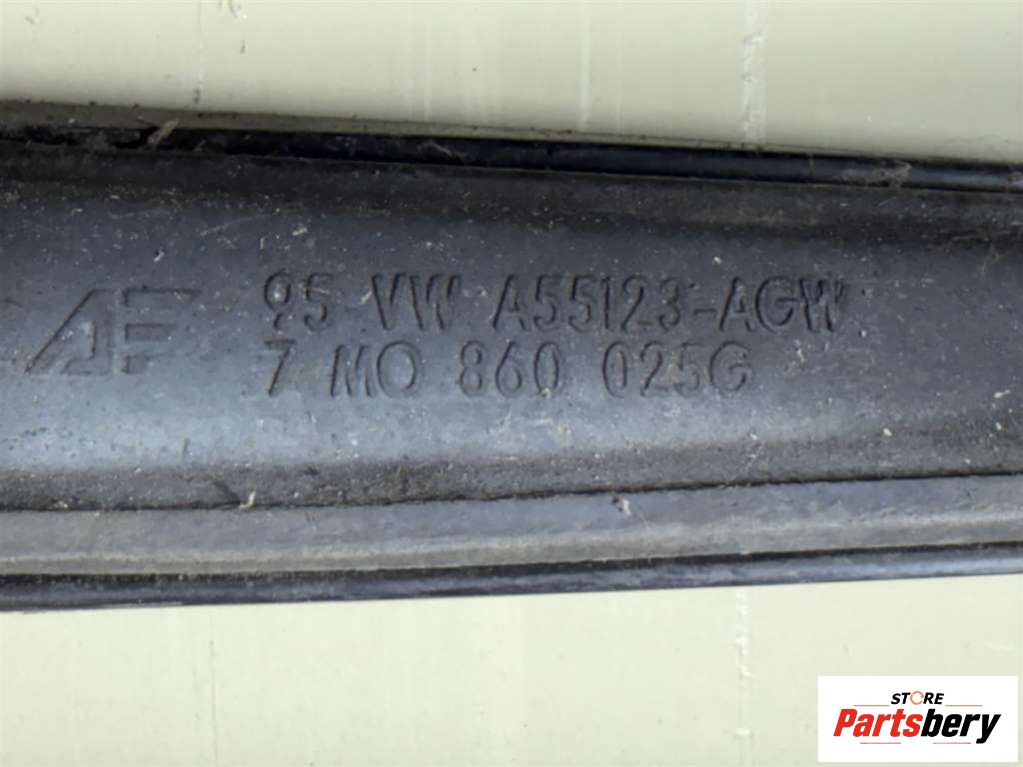 AF
95 VW A55123-AGW
7 MO 860 025G
STORE
Partsbery